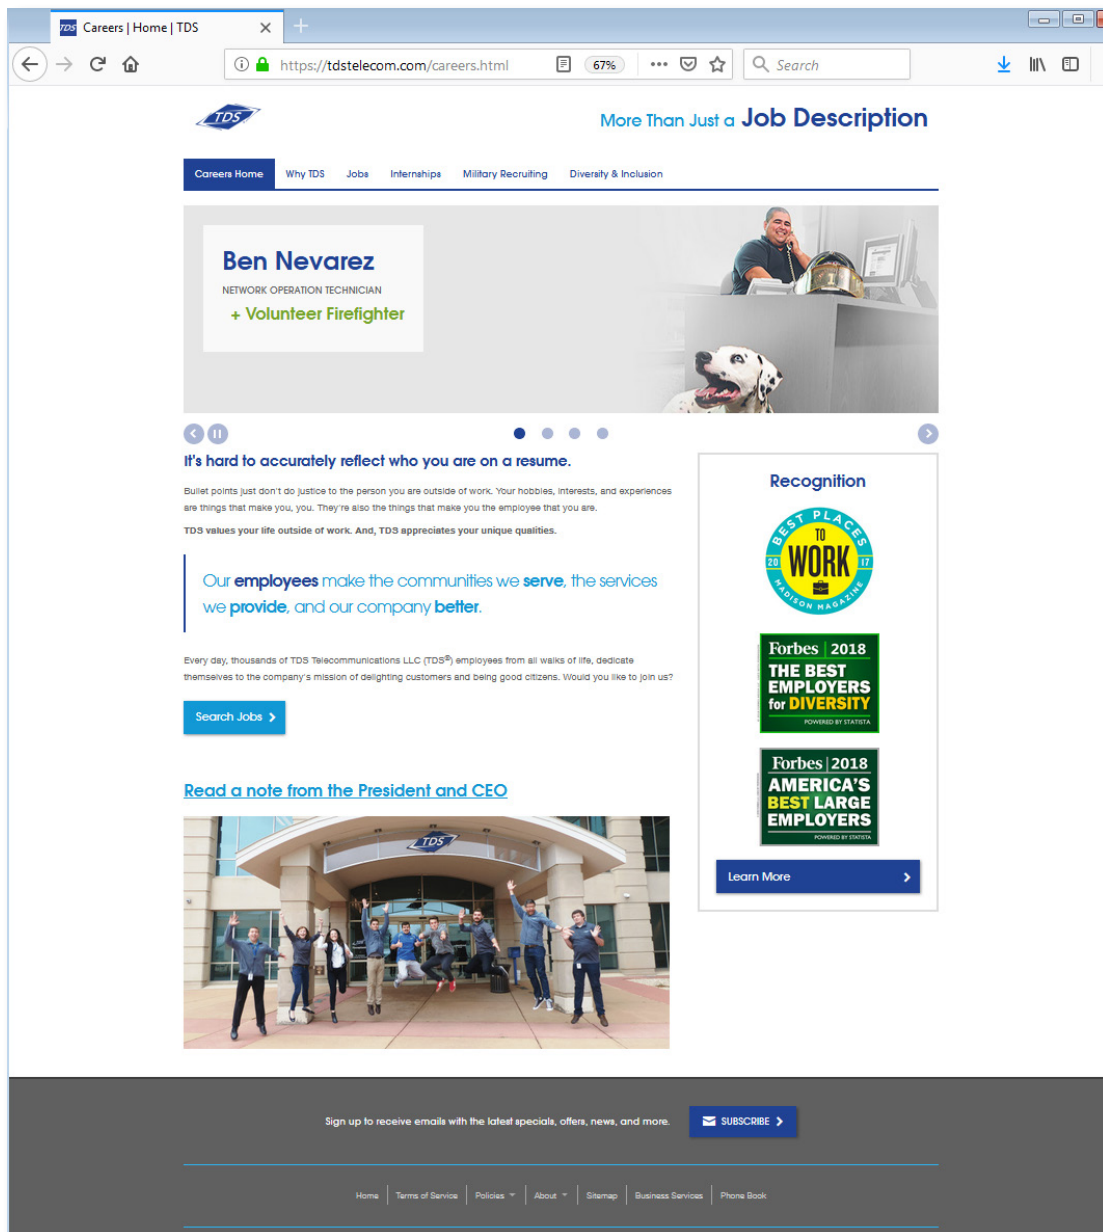 TDS Careers | Home | TDS
https://tdstelecom.com/careers.html
67%
Search
TDS
More Than Just a Job Description
Careers Home
Why TDS
Jobs
Internships
Military Recruiting
Diversity & Inclusion
Ben Nevarez
NETWORK OPERATION TECHNICIAN
+ Volunteer Firefighter
1
It's hard to accurately reflect who you are on a resume.
Bullet points just don't do justice to the person you are outside of work. Your hobbies, interests, and experiences
are things that make you, you. They're also the things that make you the employee that you are.
TDS values your life outside of work. And, TDS appreciates your unique qualities.
Our employees make the communities we serve, the services
we provide, and our company better.
Every day, thousands of TDS Telecommunications LLC (TDS®) employees from all walks of life, dedicate
themselves to the company's mission of delighting customers and being good citizens. Would you like to join us?
Search Jobs
Read a note from the President and CEO
TDS
Recognition
BEST PLACES
TO
WORK
20 17
MADISON MAGAZINE
Forbes | 2018
THE BEST
EMPLOYERS
for DIVERSITY
POWERED BY STATISTA
Forbes | 2018
AMERICA'S
BEST LARGE
EMPLOYERS
POWERED BY STATISTA
Learn More
Sign up to receive emails with the latest specials, offers, news, and more.
SUBSCRIBE
Home
Terms of Service
Policies
About
Sitemap
Business Services
Phone Book